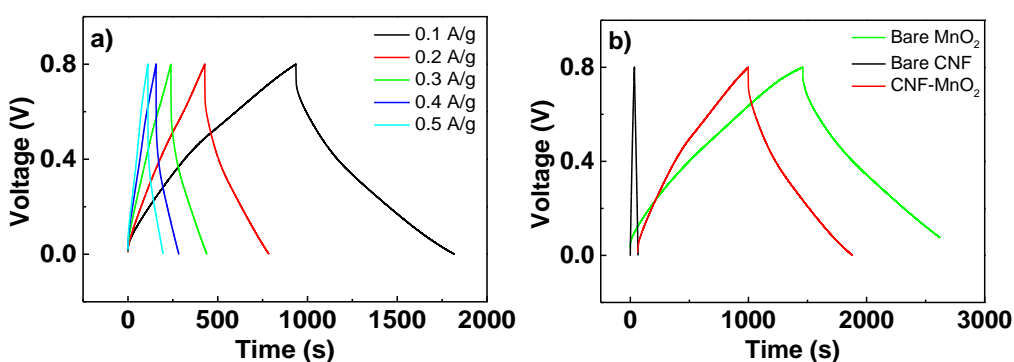 a)
0.1 A/g
0.2 A/g
0.3 A/g
0.4 A/g
0.5 A/g
0.8
0.4
0.0
Voltage (V)
0 500 1000 1500 2000
Time (s)
b)
Bare MnO₂
Bare CNF
CNF-MnO₂
0.8
0.4
0.0
Voltage (V)
0 1000 2000 3000
Time (s)